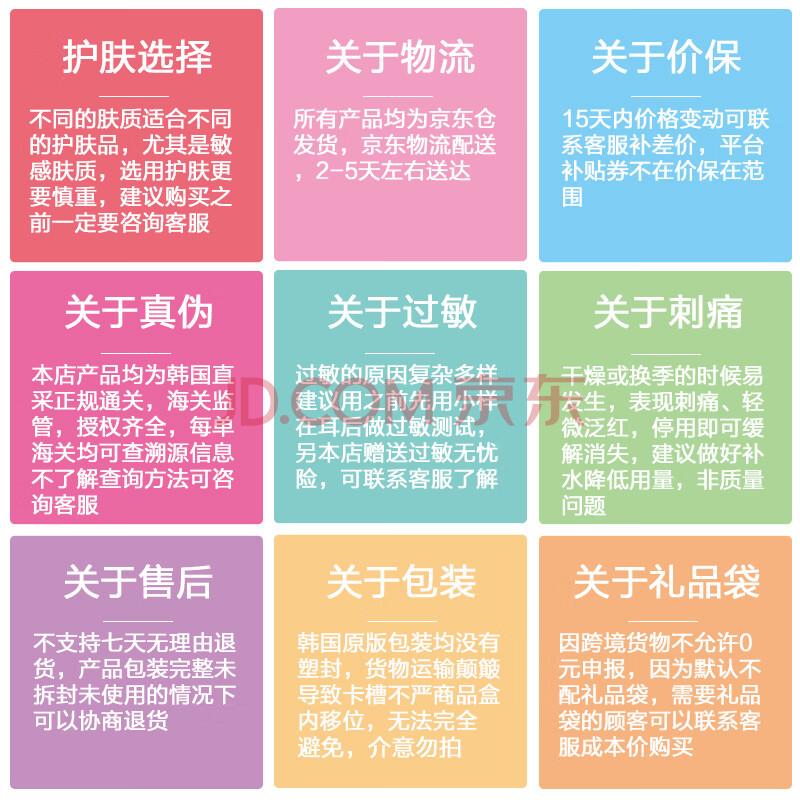 护肤选择
不同的肤质适合不同
的护肤品，尤其是敏
感肤质，选用护肤更
要慎重，建议购买之
前一定要咨询客服
关于物流
所有产品均为京东仓
发货，京东物流配送
，2-5天左右送达
关于价保
15天内价格变动可联
系客服补差价，平台
补贴券不在价保在范
围
关于真伪
本店产品均为韩国直
采正规通关，海关监
管，授权齐全，每单
海关均可查溯源信息
不了解查询方法可咨
询客服
关于过敏
过敏的原因复杂多样
建议用之前先用小样
在耳后做过敏测试，
另本店赠送过敏无忧
险，可联系客服了解
关于刺痛
干燥或换季的时候易
发生，表现刺痛、轻
微泛红，停用即可缓
解消失，建议做好补
水降低用量，非质量
问题
JD.COM京东
关于售后
不支持七天无理由退
货，产品包装完整未
拆封未使用的情况下
可以协商退货
关于包装
韩国原版包装均没有
塑封，货物运输颠簸
导致卡槽不严商品盒
内移位，无法完全
避免，介意勿拍
关于礼品袋
因跨境货物不允许0
元申报，因为默认不
配礼品袋，需要礼品
袋的顾客可以联系客
服成本价购买